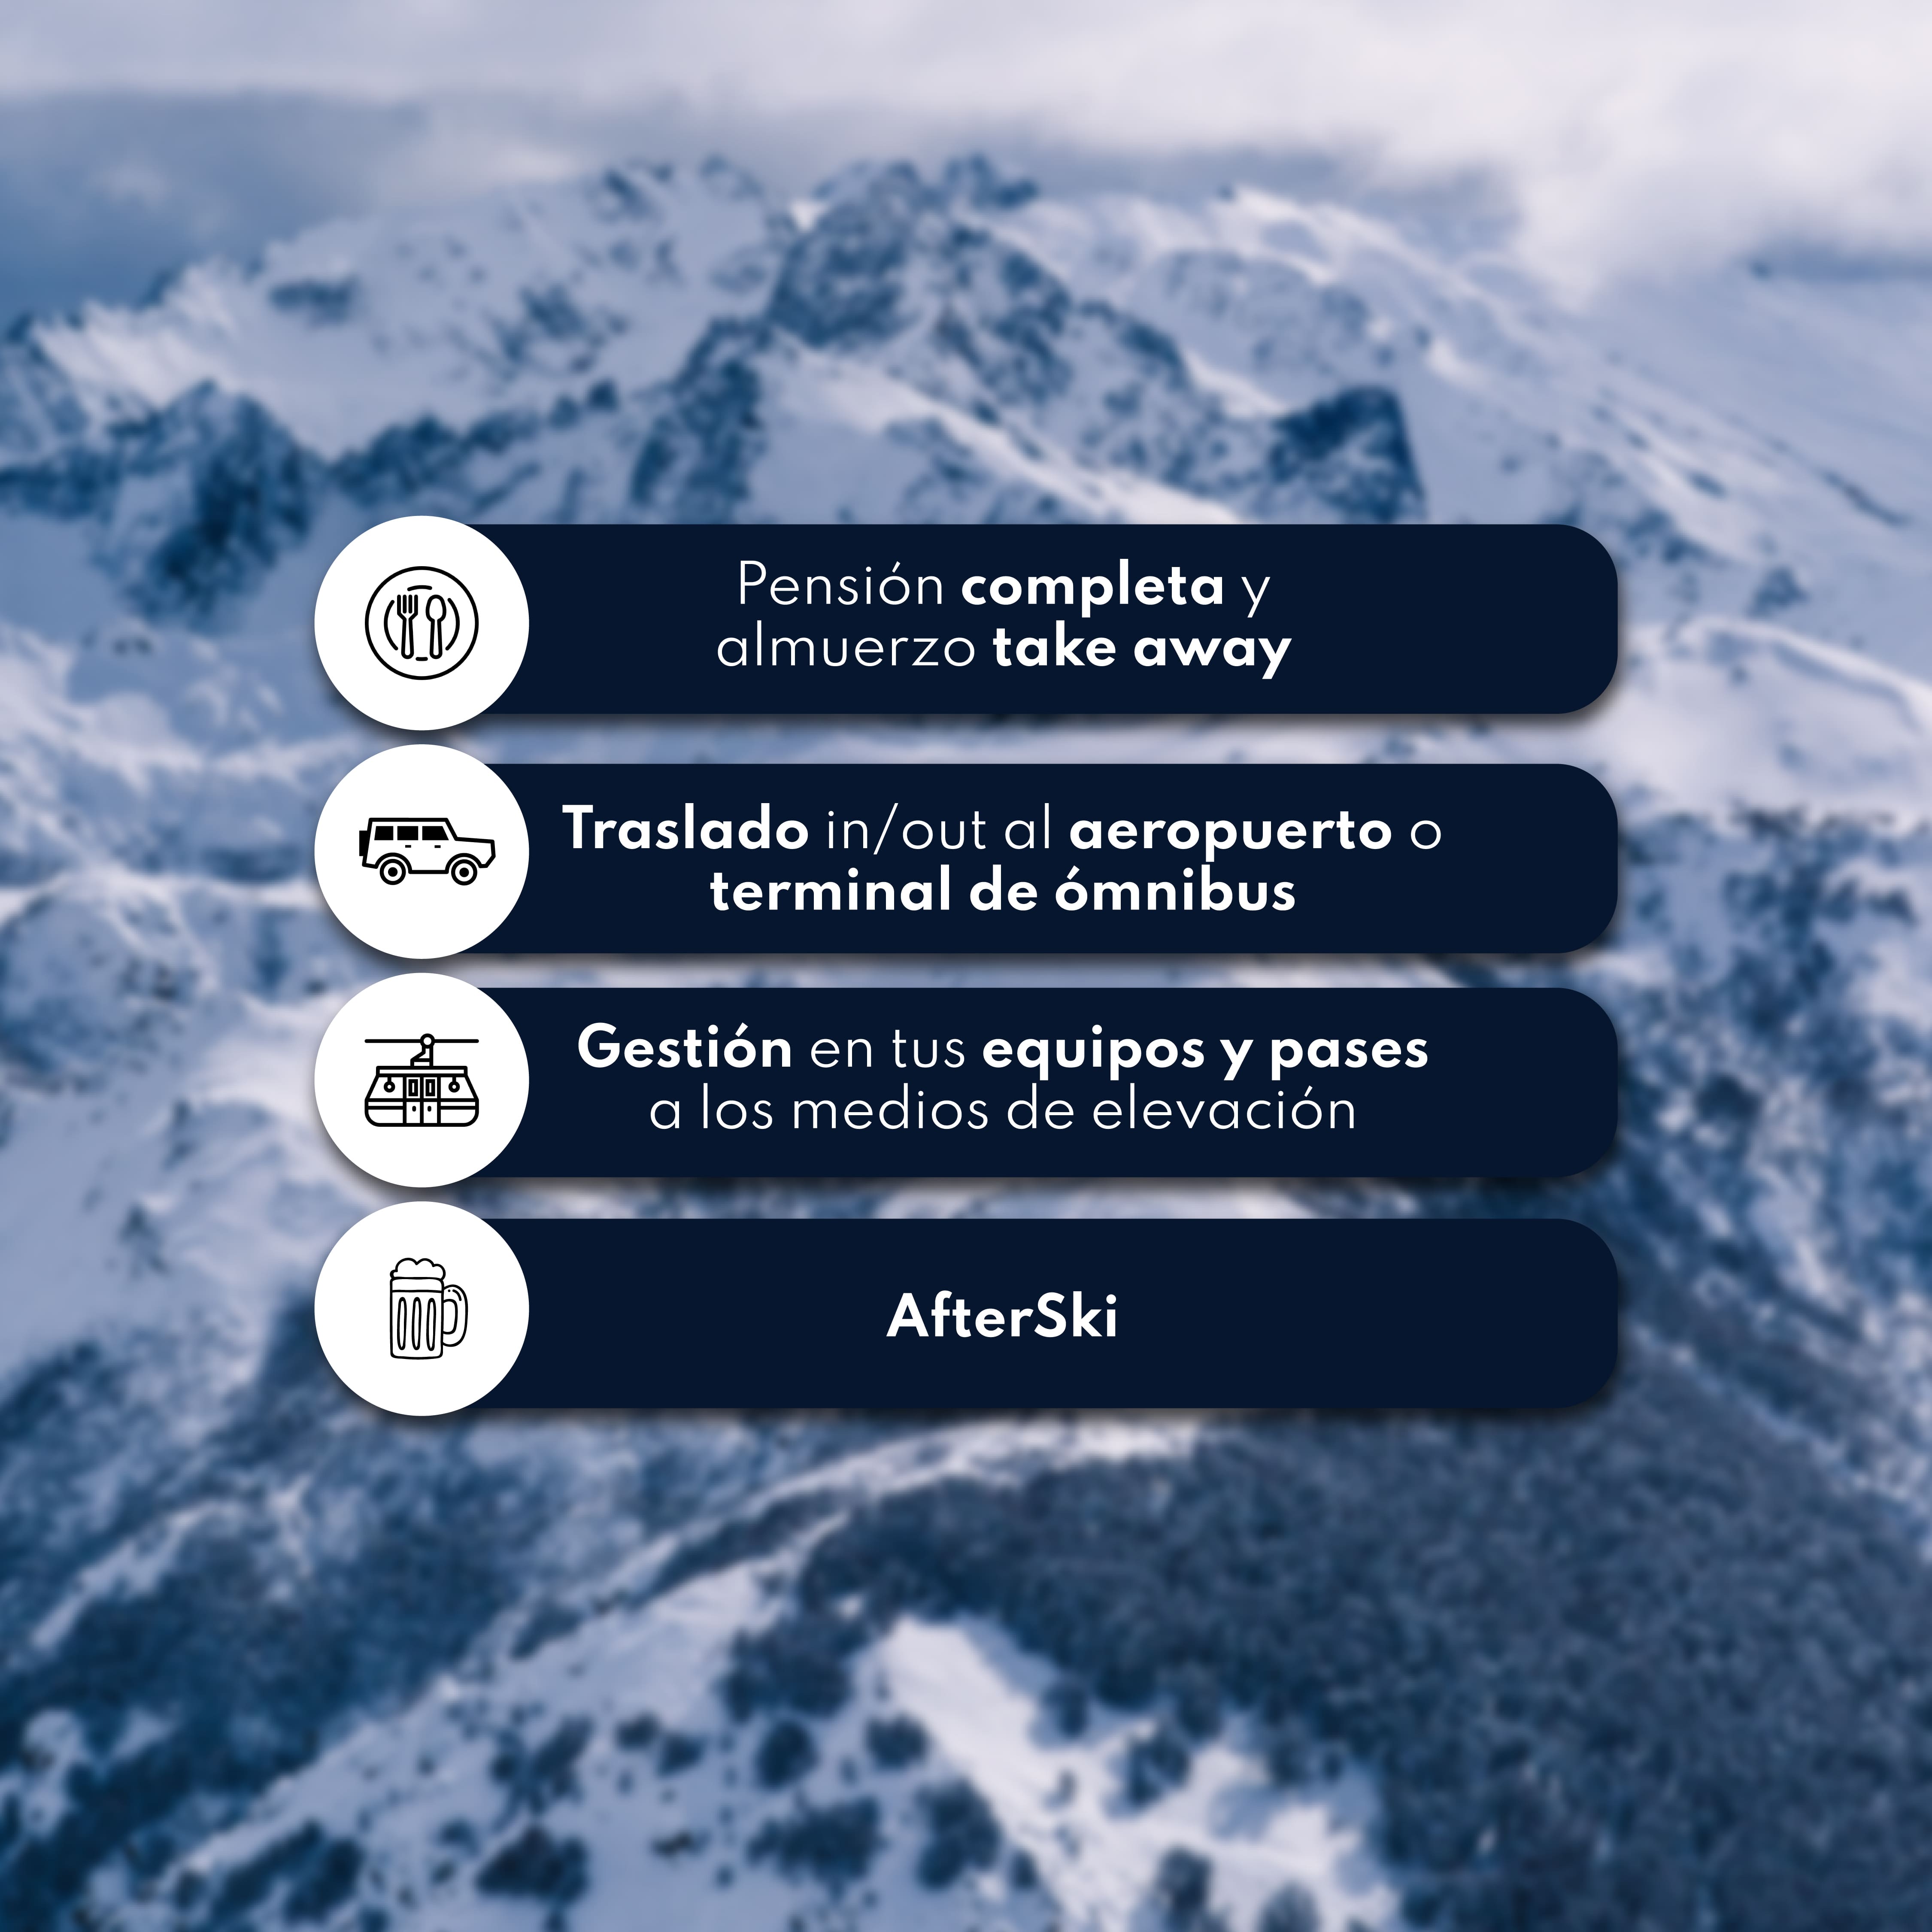 Pensión completa y
almuerzo take away
Traslado in/out al aeropuerto o
terminal de ómnibus
Gestión en tus equipos y pases
a los medios de elevación
AfterSki